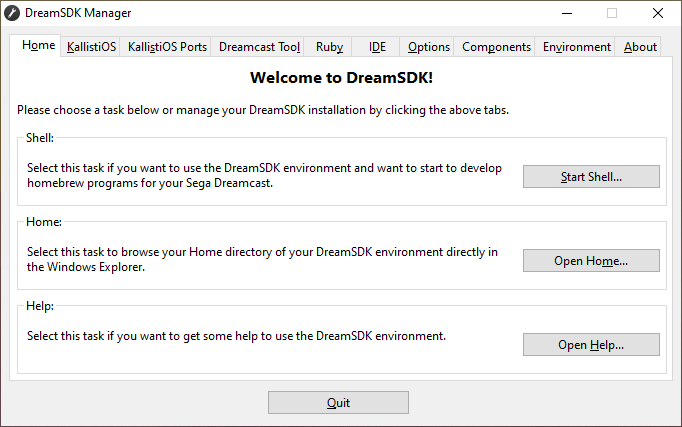 DreamSDK Manager
Home KallistiOS KallistiOS Ports Dreamcast Tool Ruby IDE Options Components Environment About
Welcome to DreamSDK!
Please choose a task below or manage your DreamSDK installation by clicking the above tabs.
Shell:
Select this task if you want to use the DreamSDK environment and want to start to develop
homebrew programs for your Sega Dreamcast.
Start Shell...
Home:
Select this task to browse your Home directory of your DreamSDK environment directly in
the Windows Explorer.
Open Home...
Help:
Select this task if you want to get some help to use the DreamSDK environment.
Open Help...
Quit